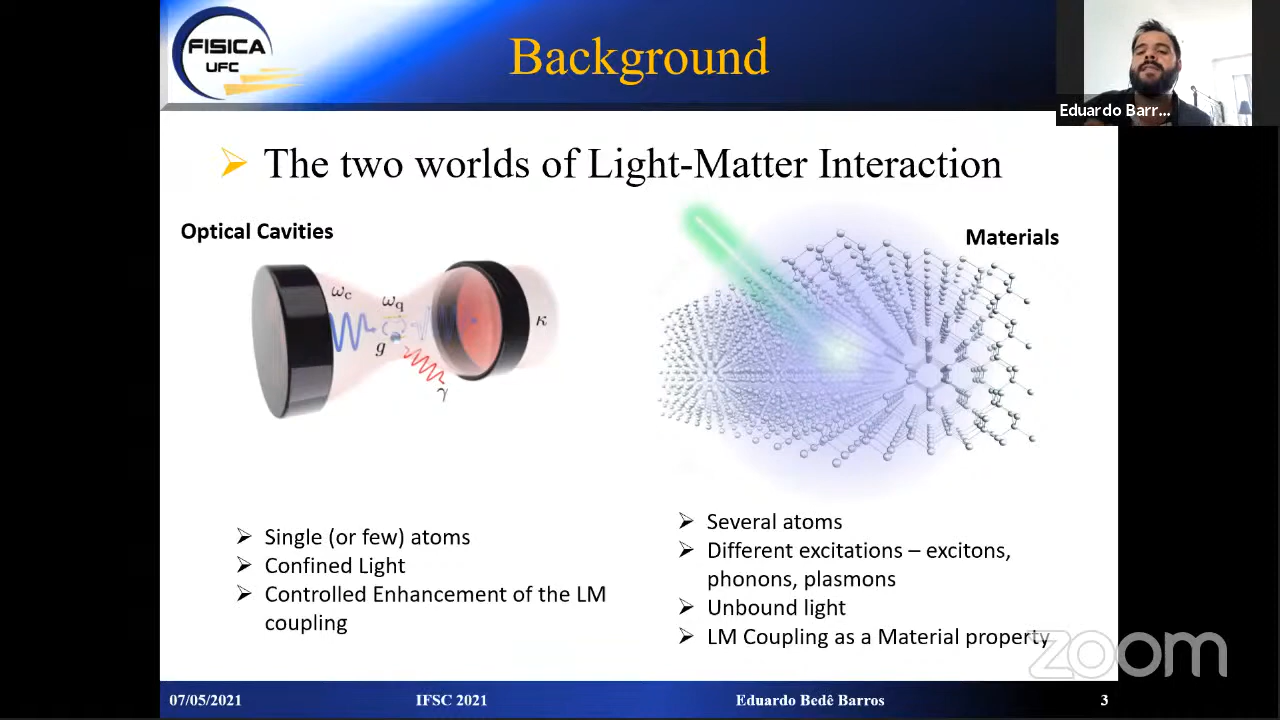 FISICA
UFC
Background
Eduardo Barr...
The two worlds of Light-Matter Interaction
Optical Cavities
ωc
ωq
g
κ
γ
Materials
Single (or few) atoms
Confined Light
Controlled Enhancement of the LM
coupling
Several atoms
Different excitations – excitons,
phonons, plasmons
Unbound light
LM Coupling as a Material property
zoom
07/05/2021
IFSC 2021
Eduardo Bedê Barros
3